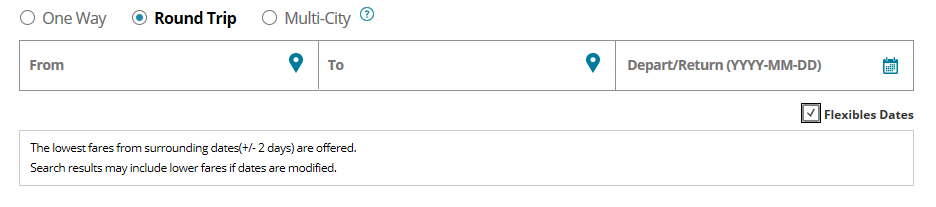 One Way Round Trip Multi-City ?
From To Depart/Return (YYYY-MM-DD)
Flexibles Dates
The lowest fares from surrounding dates(+/- 2 days) are offered.
Search results may include lower fares if dates are modified.